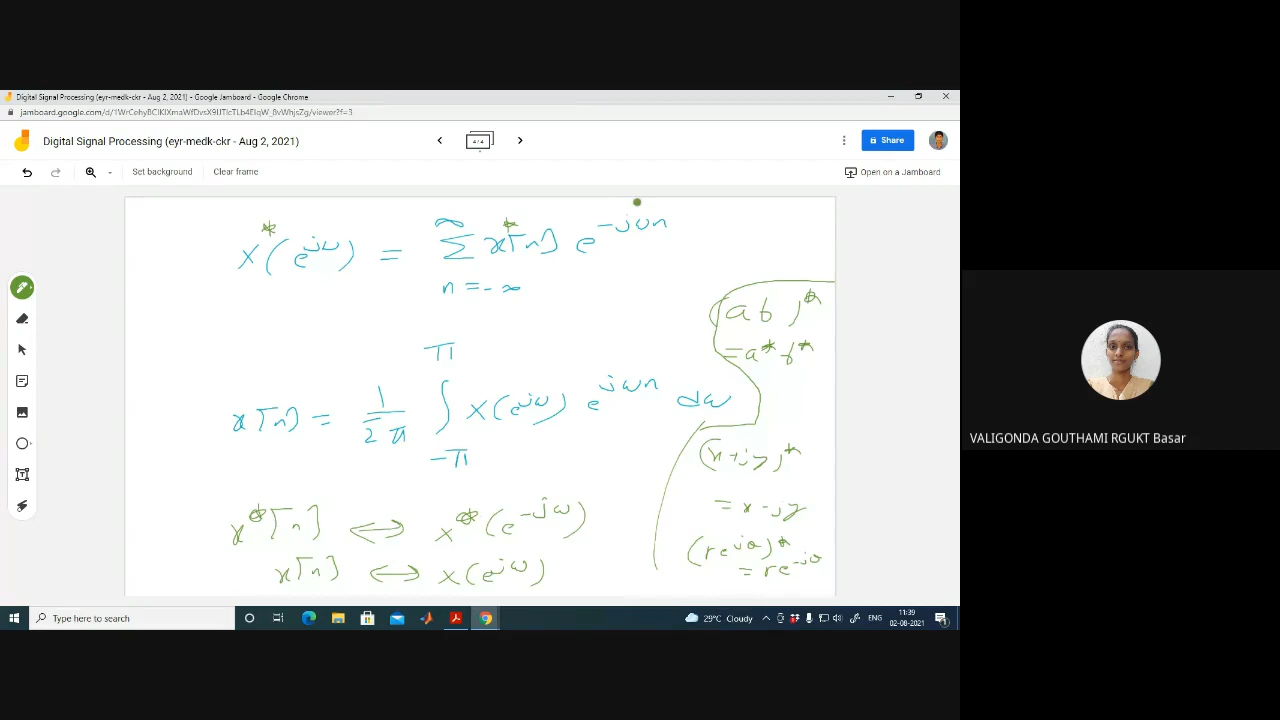 Digital Signal Processing (eyr-medk-ckr - Aug 2, 2021) - Google Jamboard - Google Chrome
Digital Signal Processing (eyr-medk-ckr - Aug 2, 2021)
4 / 4
Share
Set background
Clear frame
Open on a Jamboard
X*(e^{jω}) = ∑_{n=-∞}^{∞} x*[n] e^{-jωn}
(ab)*
= a* b*
x[n] = 1/2π ∫_{-π}^{π} X(e^{jω}) e^{jωn} dω
(x+jy)*
= x-jy
x*[n] ⟺ X*(e^{-jω})
(re^{jθ})*
= re^{-jθ}
x[n] ⟺ X(e^{jω})
VALIGONDA GOUTHAMI RGUKT Basar
Type here to search
29°C Cloudy
ENG
11:39
02-08-2021